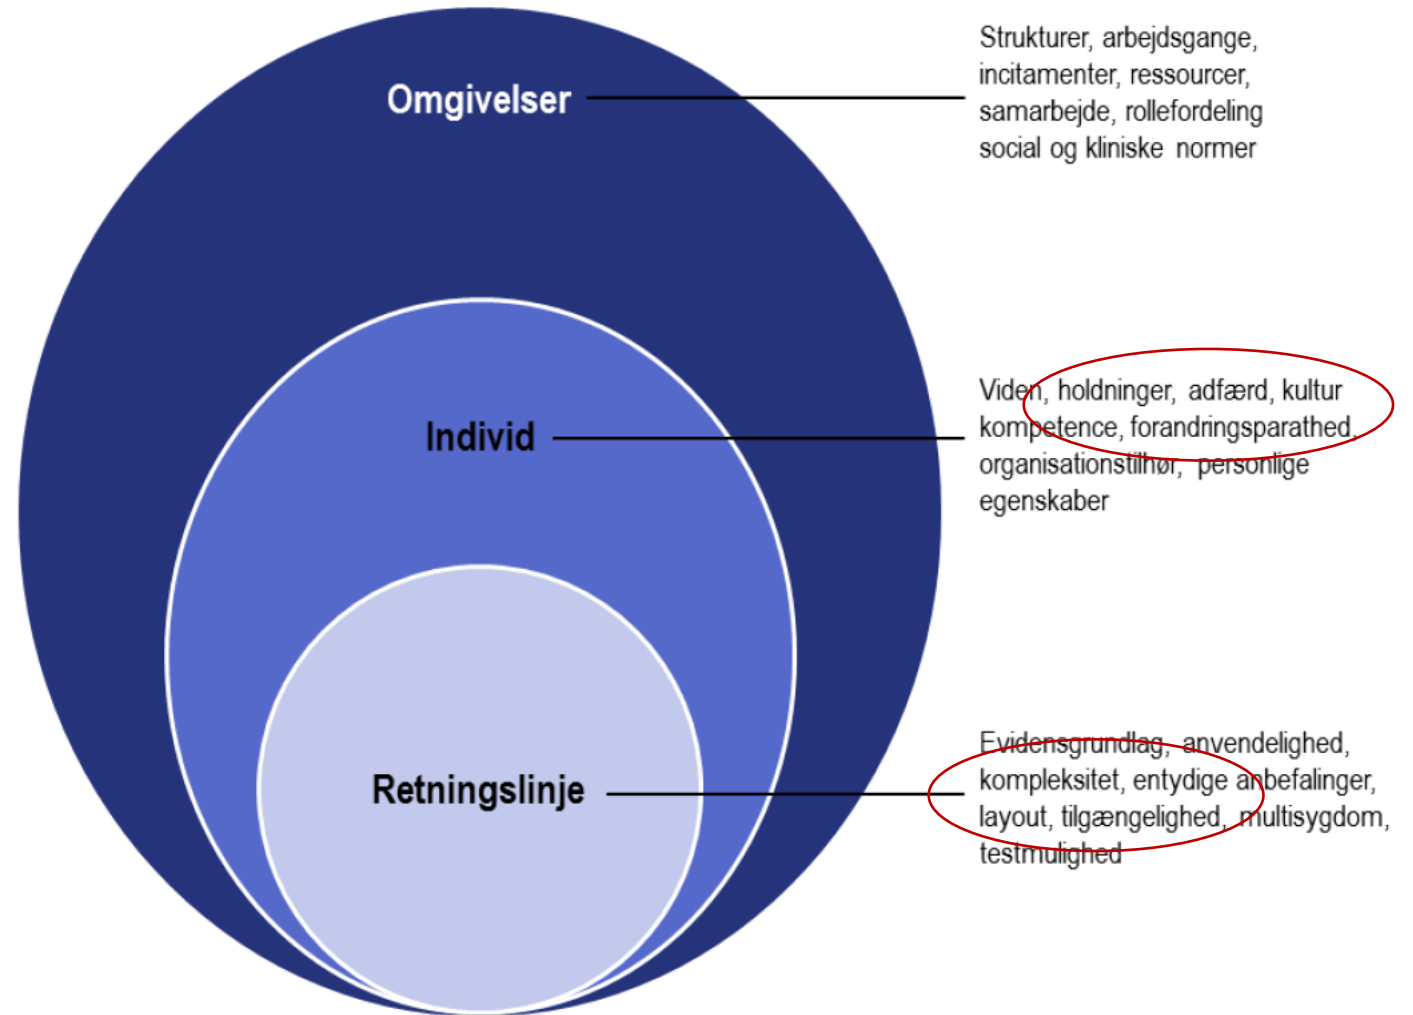 Omgivelser
Strukturer, arbejdsgange,
incitamenter, ressourcer,
samarbejde, rollefordeling
social og kliniske normer
Individ
Viden, holdninger, adfærd, kultur
kompetence, forandringsparathed,
organisationstilhør, personlige
egenskaber
Retningslinje
Evidensgrundlag, anvendelighed,
kompleksitet, entydige anbefalinger,
layout, tilgængelighed, multisygdom,
testmulighed